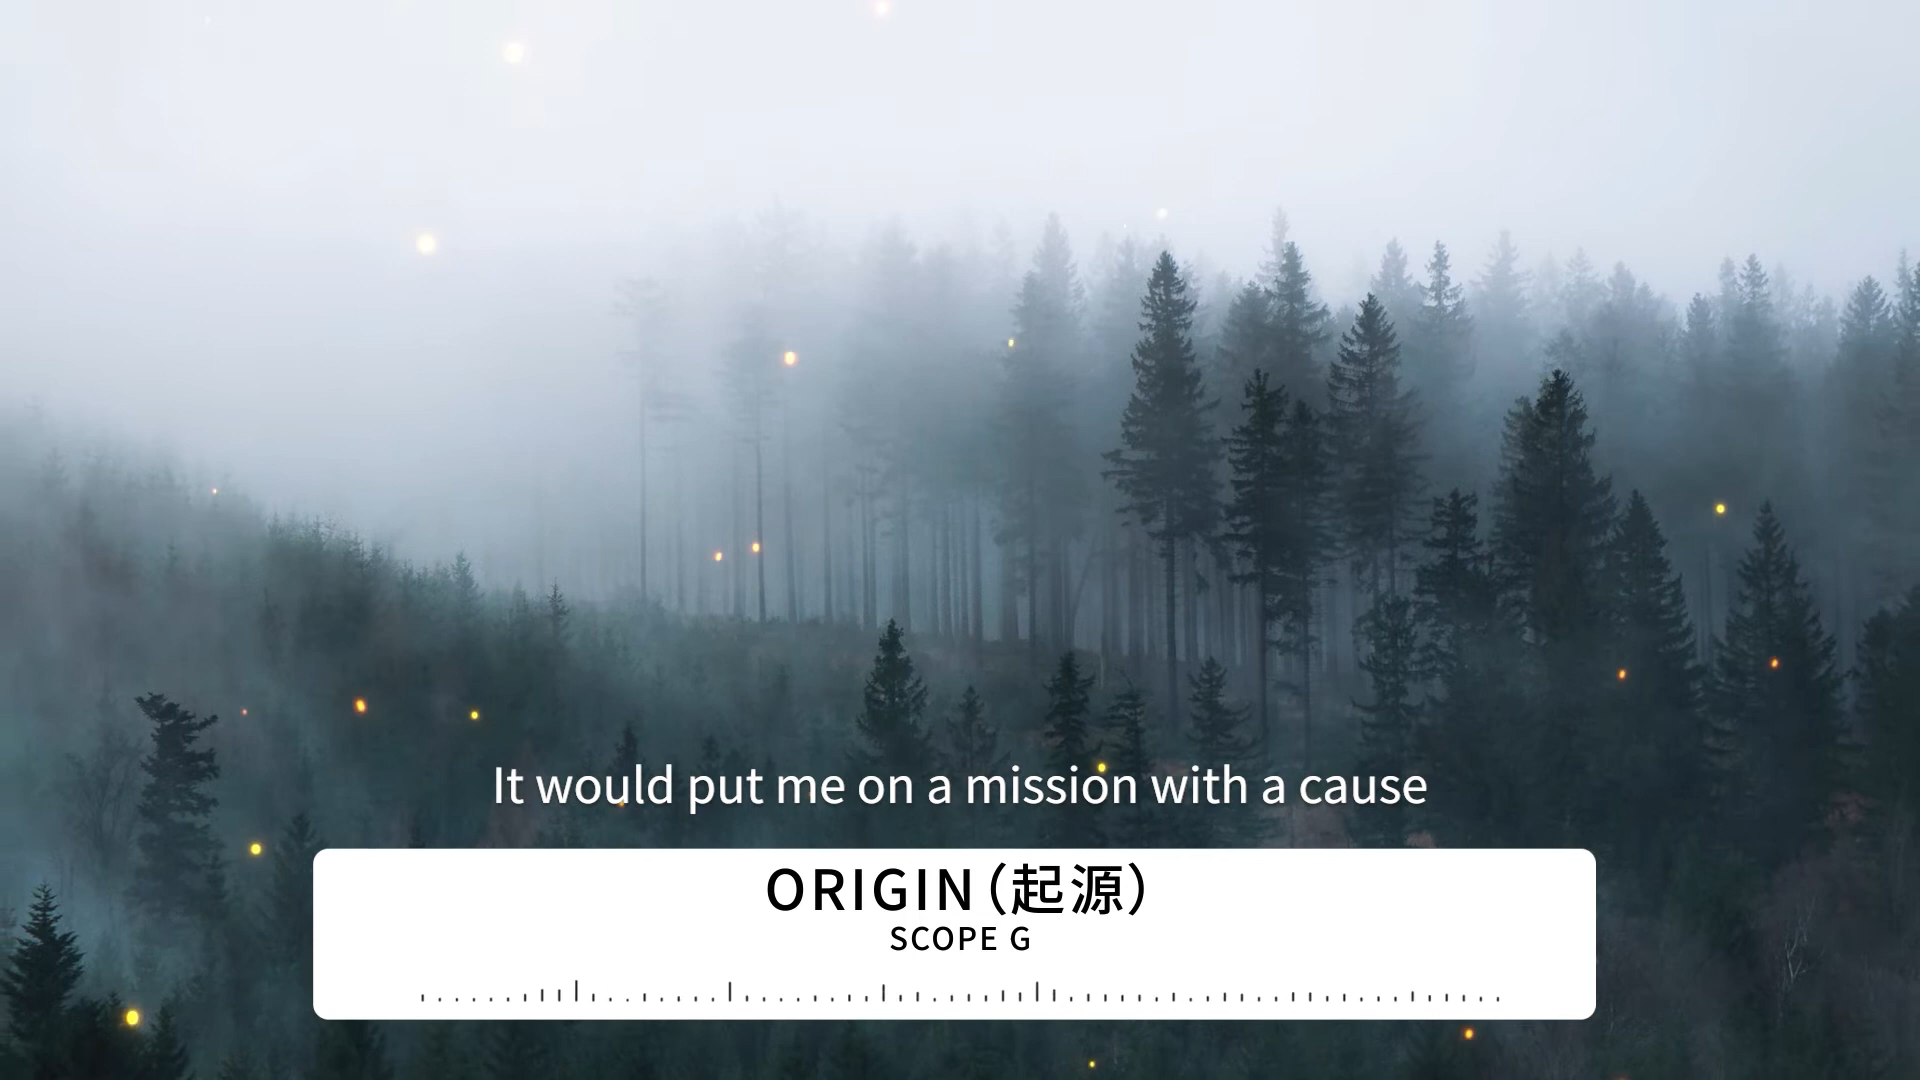 It would put me on a mission with a cause
ORIGIN（起源）
SCOPE G